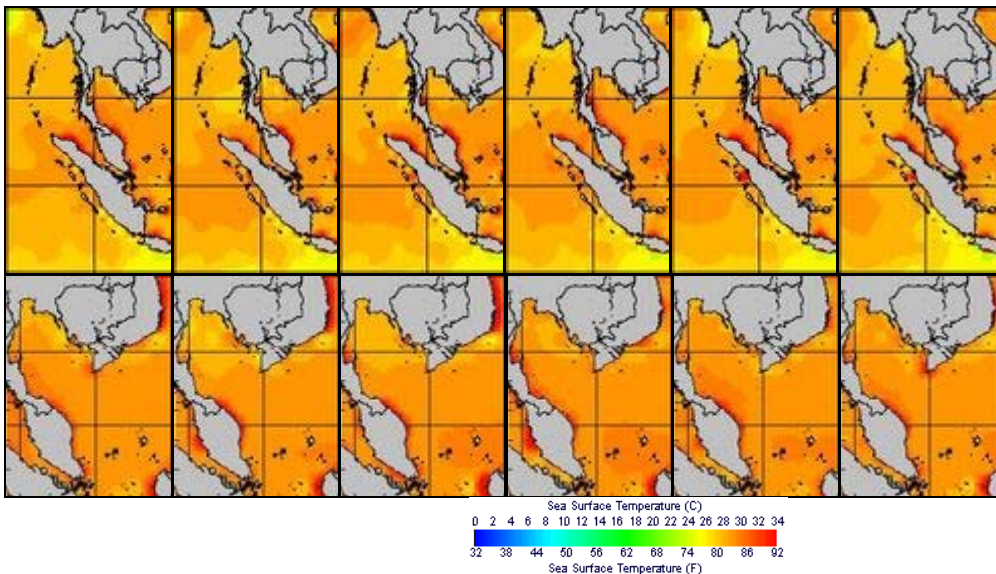 Sea Surface Temperature (C)
0 2 4 6 8 10 12 14 16 18 20 22 24 26 28 30 32 34
32 38 44 50 56 62 68 74 80 86 92
Sea Surface Temperature (F)